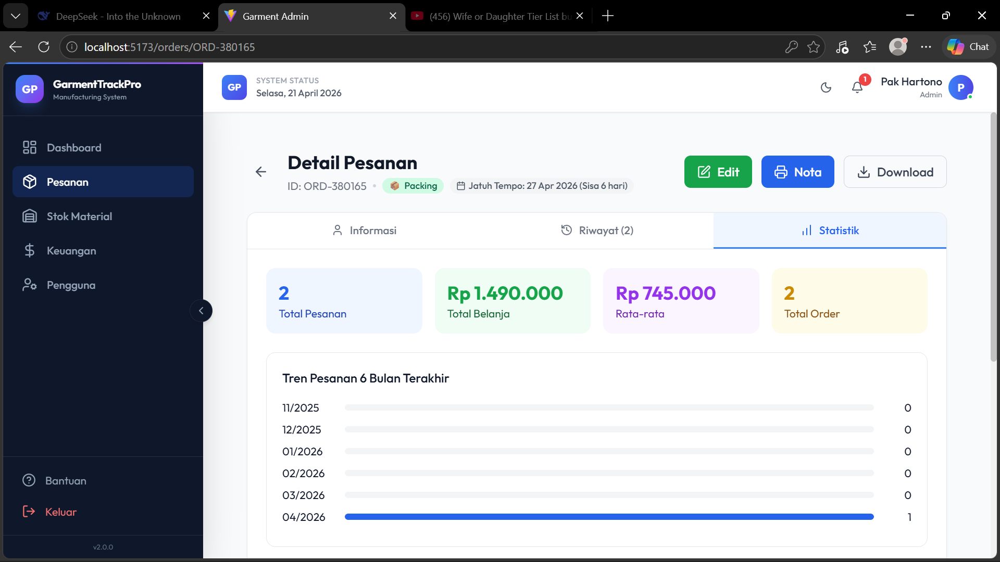 DeepSeek - Into the Unknown
Garment Admin
(456) Wife or Daughter Tier List bu
localhost:5173/orders/ORD-380165
Chat
GP
GarmentTrackPro
Manufacturing System
Dashboard
Pesanan
Stok Material
Keuangan
Pengguna
Bantuan
Keluar
v2.0.0
GP
SYSTEM STATUS
Selasa, 21 April 2026
1
Pak Hartono
Admin
P
Detail Pesanan
ID: ORD-380165 • Packing Jatuh Tempo: 27 Apr 2026 (Sisa 6 hari)
Edit
Nota
Download
Informasi
Riwayat (2)
Statistik
2
Total Pesanan
Rp 1.490.000
Total Belanja
Rp 745.000
Rata-rata
2
Total Order
Tren Pesanan 6 Bulan Terakhir
11/2025 0
12/2025 0
01/2026 0
02/2026 0
03/2026 0
04/2026 1